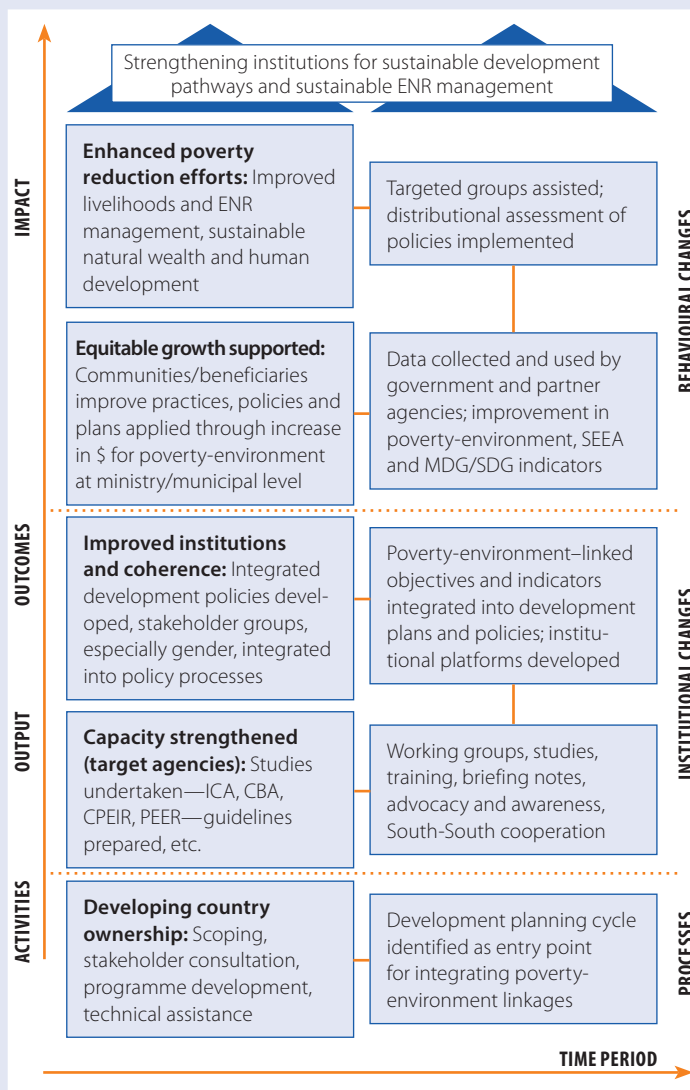 Strengthening institutions for sustainable development
pathways and sustainable ENR management
IMPACT
Enhanced poverty
reduction efforts: Improved
livelihoods and ENR
management, sustainable
natural wealth and human
development
Targeted groups assisted;
distributional assessment of
policies implemented
BEHAVIOURAL CHANGES
Equitable growth supported:
Communities/beneficiaries
improve practices, policies and
plans applied through increase
in $ for poverty-environment
at ministry/municipal level
Data collected and used by
government and partner
agencies; improvement in
poverty-environment, SEEA
and MDG/SDG indicators
OUTCOMES
Improved institutions
and coherence: Integrated
development policies devel-
oped, stakeholder groups,
especially gender, integrated
into policy processes
Poverty-environment–linked
objectives and indicators
integrated into development
plans and policies; institu-
tional platforms developed
INSTITUTIONAL CHANGES
OUTPUT
Capacity strengthened
(target agencies): Studies
undertaken—ICA, CBA,
CPEIR, PEER—guidelines
prepared, etc.
Working groups, studies,
training, briefing notes,
advocacy and awareness,
South-South cooperation
ACTIVITIES
Developing country
ownership: Scoping,
stakeholder consultation,
programme development,
technical assistance
Development planning cycle
identified as entry point
for integrating poverty-
environment linkages
PROCESSES
TIME PERIOD